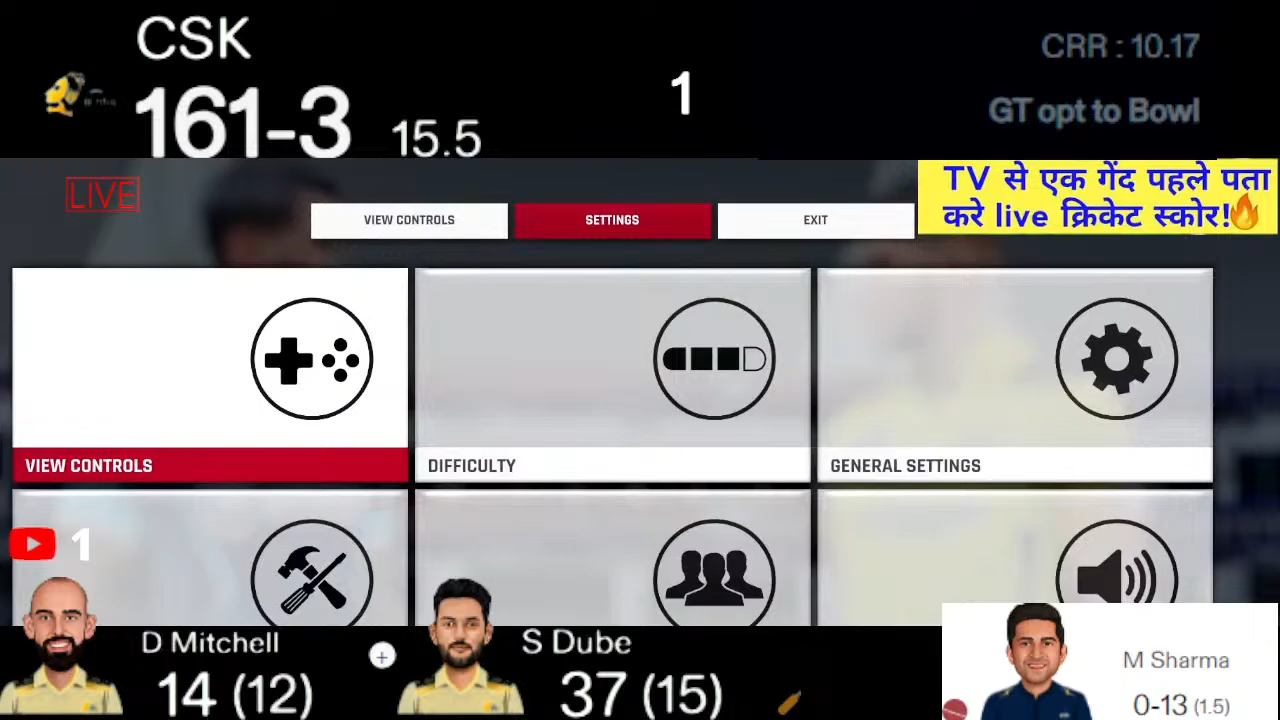 CSK
161-3 15.5
1
CRR : 10.17
GT opt to Bowl
LIVE
VIEW CONTROLS
SETTINGS
EXIT
TV से एक गेंद पहले पता
करे live क्रिकेट स्कोर!🔥
VIEW CONTROLS
DIFFICULTY
GENERAL SETTINGS
1
D Mitchell
14 (12)
S Dube
37 (15)
M Sharma
0-13 (1.5)